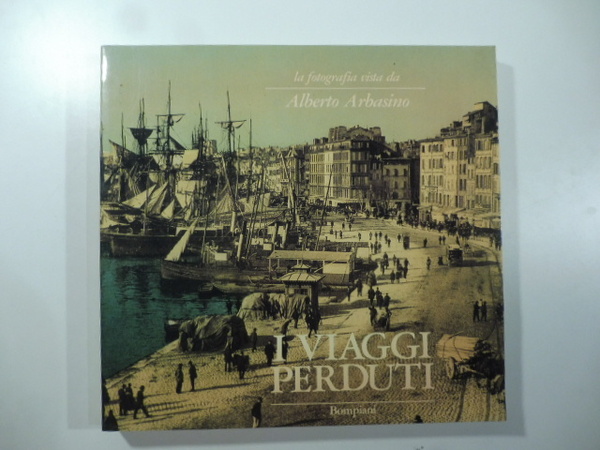 la fotografia vista da
Alberto Arbasino
I VIAGGI
PERDUTI
Bompiani